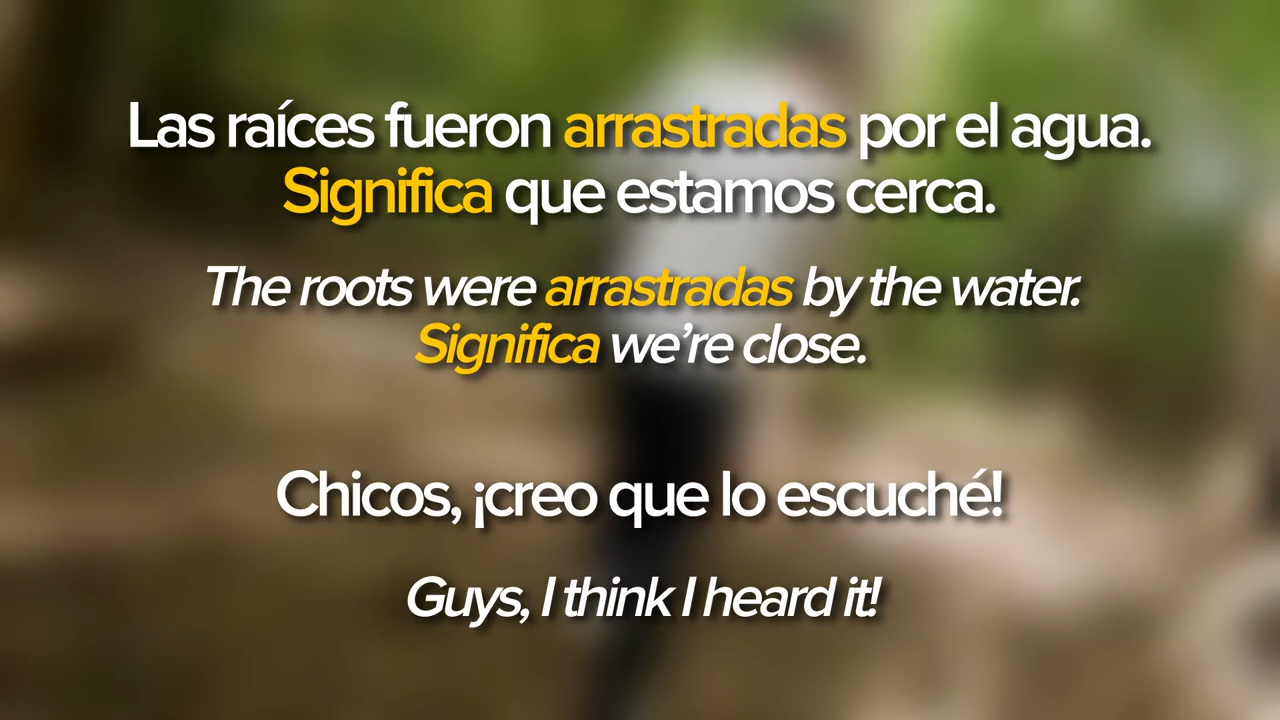 Las raíces fueron arrastradas por el agua.
Significa que estamos cerca.
The roots were arrastradas by the water.
Significa we're close.
Chicos, ¡creo que lo escuché!
Guys, I think I heard it!